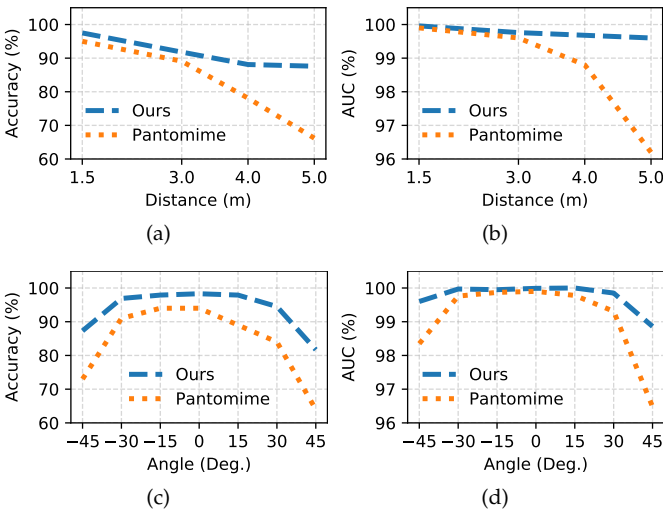 Accuracy (%)
100
90
80
70
60
Ours
Pantomime
1.5
3.0
4.0
5.0
Distance (m)
(a)
AUC (%)
100
99
98
97
96
Ours
Pantomime
1.5
3.0
4.0
5.0
Distance (m)
(b)
Accuracy (%)
100
90
80
70
60
Ours
Pantomime
−45
−30
−15
0
15
30
45
Angle (Deg.)
(c)
AUC (%)
100
99
98
97
96
Ours
Pantomime
−45
−30
−15
0
15
30
45
Angle (Deg.)
(d)